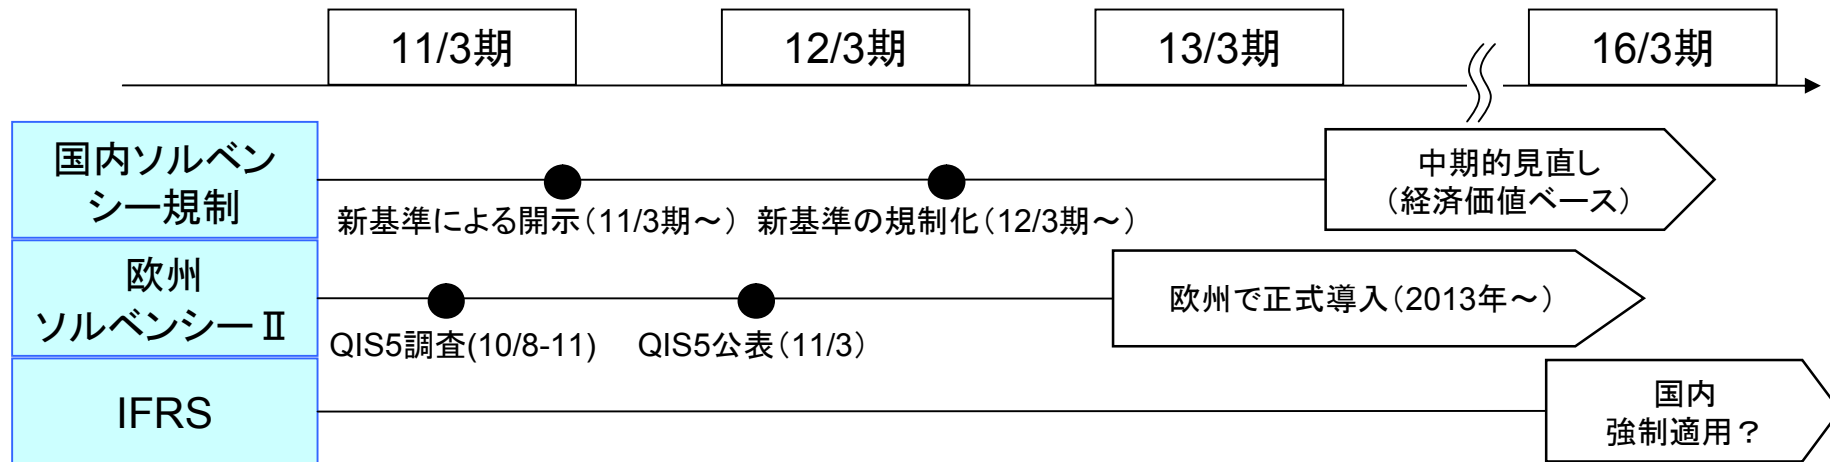 11/3期
12/3期
13/3期
16/3期
国内ソルベン
シー規制
新基準による開示（11/3期～）
新基準の規制化（12/3期～）
中期的見直し
（経済価値ベース）
欧州
ソルベンシーⅡ
QIS5調査(10/8-11)
QIS5公表（11/3）
欧州で正式導入（2013年～）
IFRS
国内
強制適用？